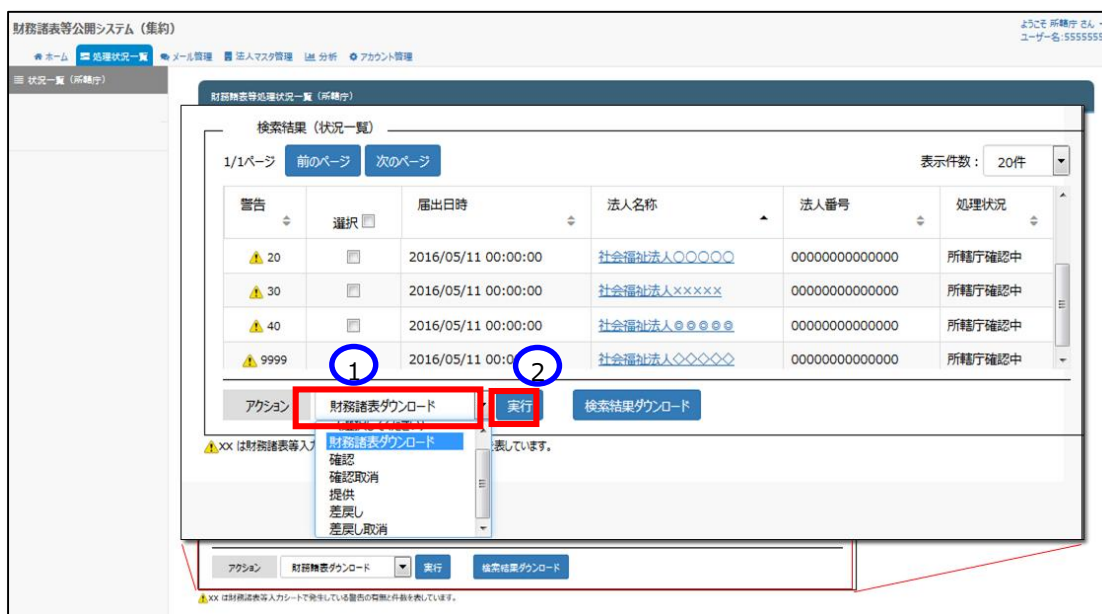 財務諸表等公開システム（集約）
ようこそ 所轄庁 さん
ユーザー名:5555555
ホーム 処理状況一覧 メール管理 法人マスタ管理 分析 アカウント管理
状況一覧（所轄庁）
財務諸表等処理状況一覧（所轄庁）
検索結果（状況一覧）
1/1ページ 前のページ 次のページ 表示件数： 20件
警告 選択 届出日時 法人名称 法人番号 処理状況
20 2016/05/11 00:00:00 社会福祉法人〇〇〇〇〇 00000000000000 所轄庁確認中
30 2016/05/11 00:00:00 社会福祉法人××××× 00000000000000 所轄庁確認中
40 2016/05/11 00:00:00 社会福祉法人◎◎◎◎◎ 00000000000000 所轄庁確認中
9999 2016/05/11 00:0 社会福祉法人◇◇◇◇◇ 00000000000000 所轄庁確認中
1 2
アクション 財務諸表ダウンロード 実行 検索結果ダウンロード
財務諸表ダウンロード
xx は財務諸表等入 表しています。
確認
確認取消
提供
差戻し
差戻し取消
アクション 財務諸表ダウンロード 実行 検索結果ダウンロード
xx は財務諸表等入力シートで発生している警告の有無と件数を表しています。